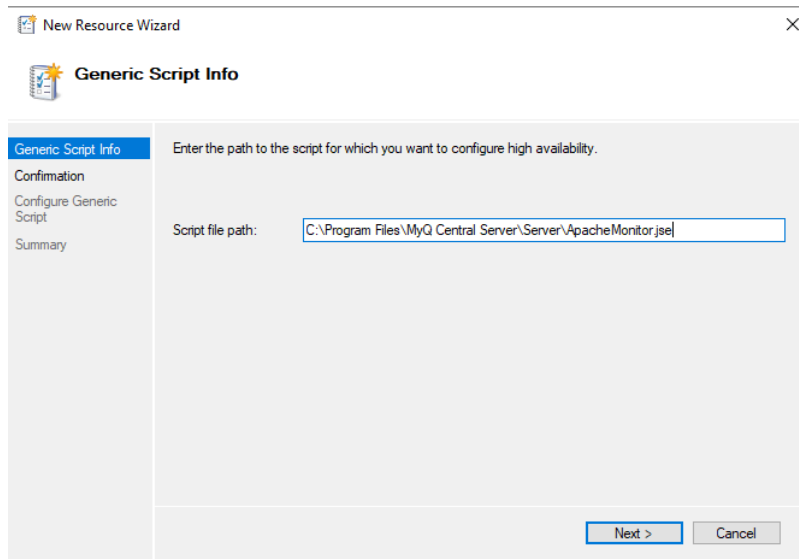 New Resource Wizard
Generic Script Info
Generic Script Info
Confirmation
Configure Generic
Script
Summary
Enter the path to the script for which you want to configure high availability.
Script file path:
C:\Program Files\MyQ Central Server\Server\ApacheMonitor.jse
Next >
Cancel